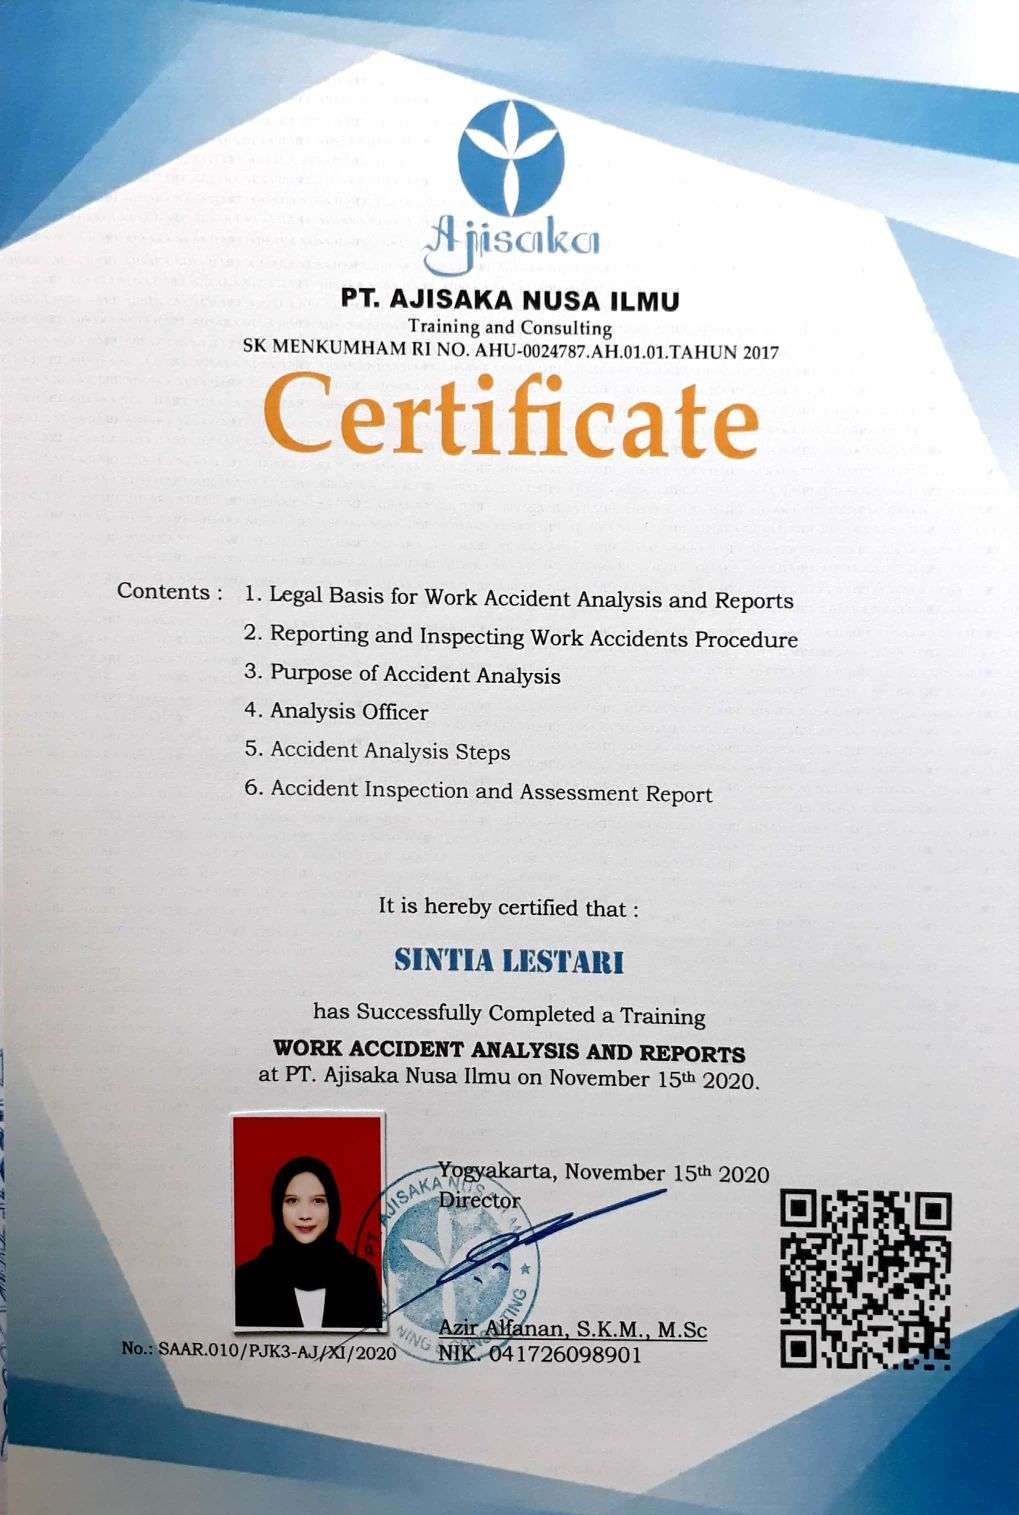 Ajisaka
PT. AJISAKA NUSA ILMU
Training and Consulting
SK MENKUMHAM RI NO. AHU-0024787.AH.01.01.TAHUN 2017
Certificate
Contents : 1. Legal Basis for Work Accident Analysis and Reports
2. Reporting and Inspecting Work Accidents Procedure
3. Purpose of Accident Analysis
4. Analysis Officer
5. Accident Analysis Steps
6. Accident Inspection and Assessment Report
It is hereby certified that :
SINTIA LESTARI
has Successfully Completed a Training
WORK ACCIDENT ANALYSIS AND REPORTS
at PT. Ajisaka Nusa Ilmu on November 15th 2020.
Yogyakarta, November 15th 2020
Director
PT. AJISAKA
Azir Alfanan, S.K.M., M.Sc
NIK. 041726098901
No.: SAAR.010/PJK3-AJ/XI/2020